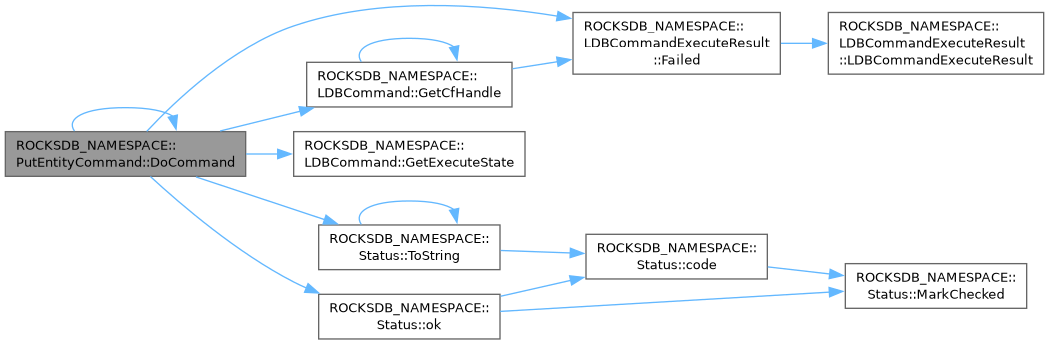 ROCKSDB_NAMESPACE::
PutEntityCommand::DoCommand
ROCKSDB_NAMESPACE::
LDBCommand::GetCfHandle
ROCKSDB_NAMESPACE::
LDBCommandExecuteResult
::Failed
ROCKSDB_NAMESPACE::
LDBCommandExecuteResult
::LDBCommandExecuteResult
ROCKSDB_NAMESPACE::
LDBCommand::GetExecuteState
ROCKSDB_NAMESPACE::
Status::ToString
ROCKSDB_NAMESPACE::
Status::code
ROCKSDB_NAMESPACE::
Status::MarkChecked
ROCKSDB_NAMESPACE::
Status::ok